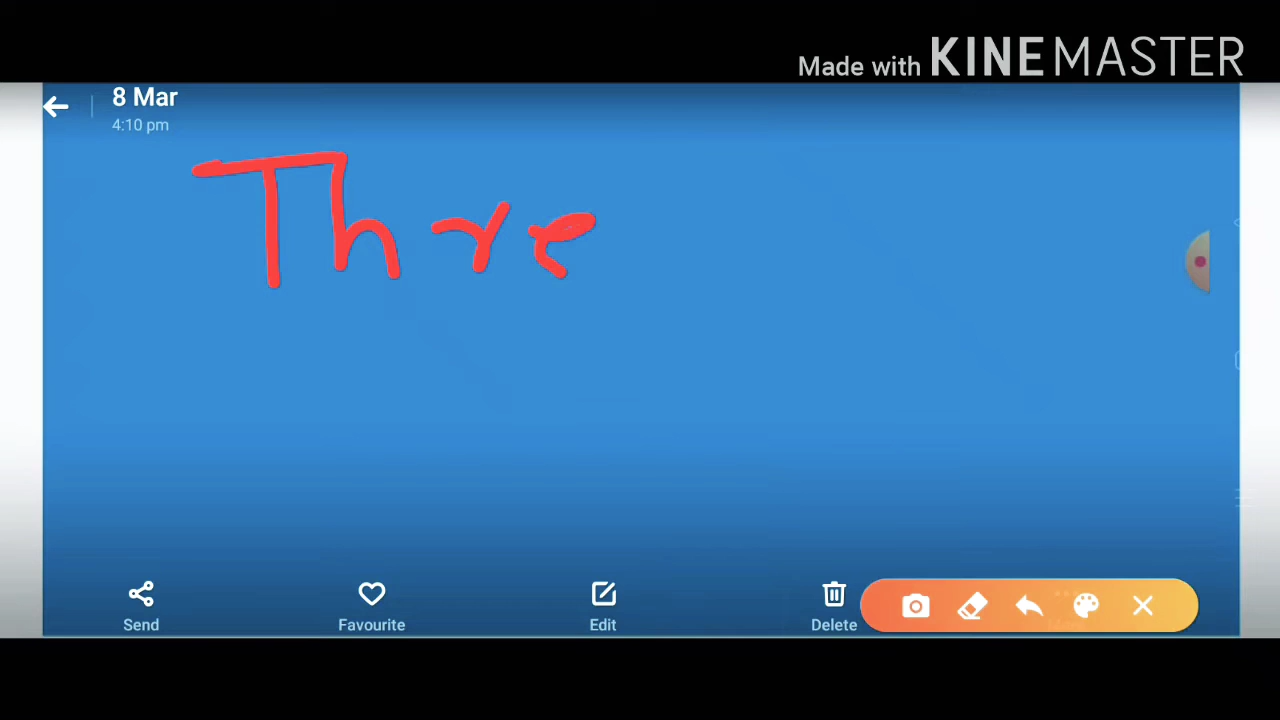 Made with KINEMASTER
8 Mar
4:10 pm
Thre
Send
Favourite
Edit
Delete